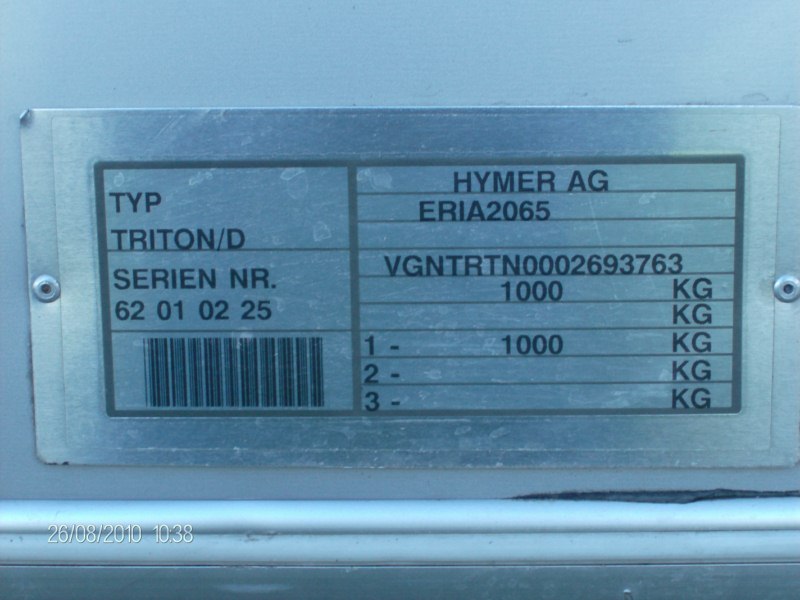 TYP
TRITON/D
SERIEN NR.
62 01 02 25
HYMER AG
ERIA2065
VGNTRTN0002693763
1000 KG
KG
1 - 1000 KG
2 - KG
3 - KG
26/08/2010 10:38